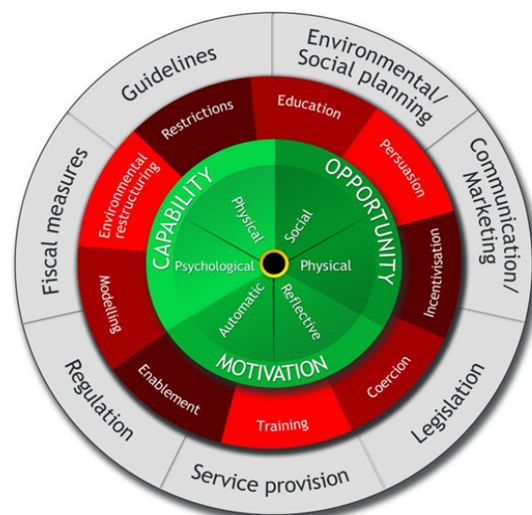 Guidelines
Environmental/
Social planning
Communication/
Marketing
Legislation
Service provision
Regulation
Fiscal measures
Restrictions
Education
Persuasion
Incentivisation
Coercion
Training
Enablement
Modelling
Environmental
restructuring
CAPABILITY
OPPORTUNITY
MOTIVATION
Physical
Social
Physical
Reflective
Automatic
Psychological